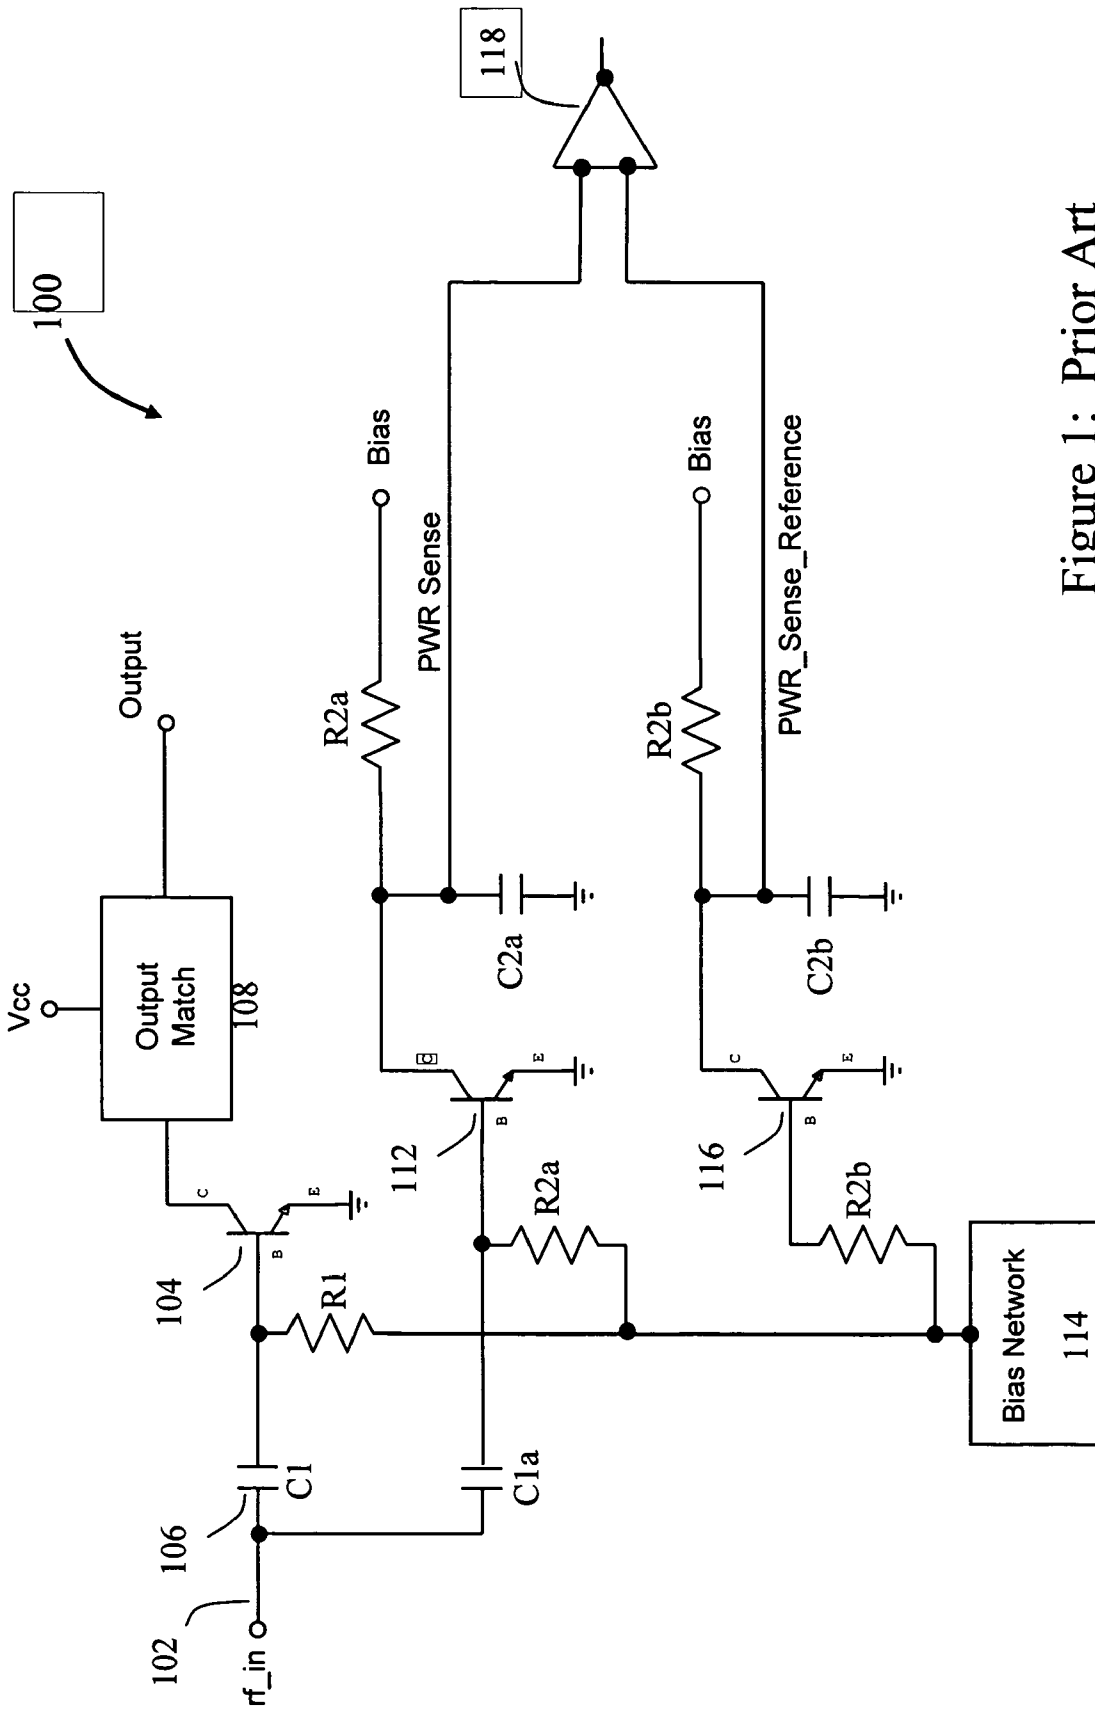 100
Vcc
Output
Match
108
Output
118
104
C
B
E
106
C1
R1
102
rf_in
C1a
R2a
112
C
B
E
C2a
R2a
Bias
PWR Sense
116
C
B
E
R2b
C2b
R2b
Bias
PWR_Sense_Reference
Bias Network
114
Figure 1: Prior Art